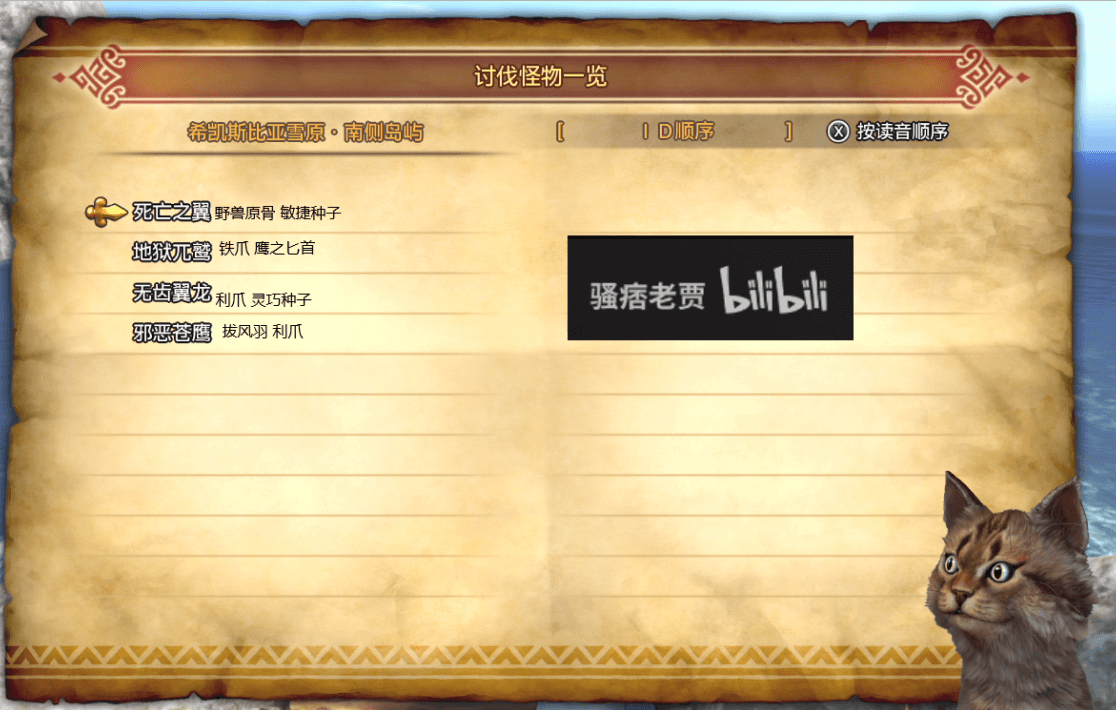 讨伐怪物一览
希凯斯比亚雪原·南侧岛屿 [ ID顺序 ] X 按读音顺序
死亡之翼 野兽原骨 敏捷种子
地狱兀鹫 铁爪 鹰之匕首
无齿翼龙 利爪 灵巧种子
邪恶苍鹰 拔风羽 利爪
骚痞老贾 bilibili